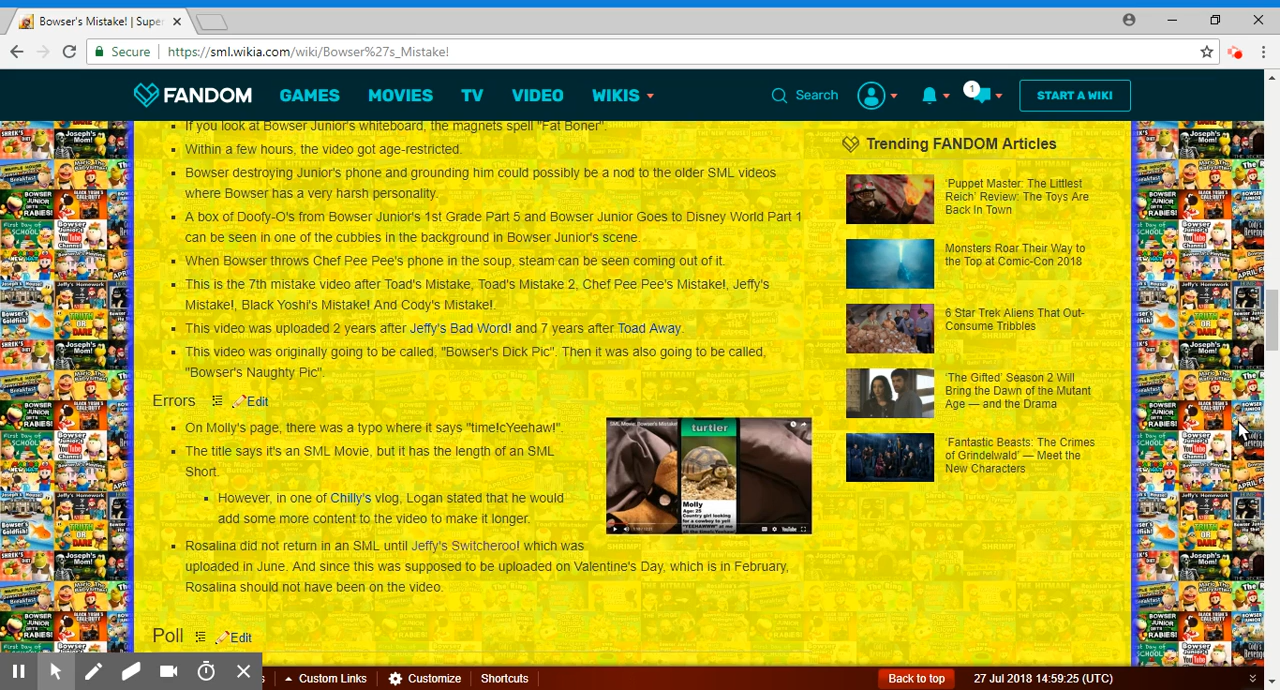 Bowser's Mistake! | Super
Secure https://sml.wikia.com/wiki/Bowser%27s_Mistake!
FANDOM GAMES MOVIES TV VIDEO WIKIS Search 1 START A WIKI
If you look at Bowser Junior's whiteboard, the magnets spell "Fat Boner".
Within a few hours, the video got age-restricted.
Bowser destroying Junior's phone and grounding him could possibly be a nod to the older SML videos
where Bowser has a very harsh personality.
A box of Doofy-O's from Bowser Junior's 1st Grade Part 5 and Bowser Junior Goes to Disney World Part 1
can be seen in one of the cubbies in the background in Bowser Junior's scene.
When Bowser throws Chef Pee Pee's phone in the soup, steam can be seen coming out of it.
This is the 7th mistake video after Toad's Mistake, Toad's Mistake 2, Chef Pee Pee's Mistake!, Jeffy's
Mistake!, Black Yoshi's Mistake! And Cody's Mistake!.
This video was uploaded 2 years after Jeffy's Bad Word! and 7 years after Toad Away.
This video was originally going to be called, "Bowser's Dick Pic". Then it was also going to be called,
"Bowser's Naughty Pic".
Errors Edit
On Molly's page, there was a typo where it says "time!cYeehaw!".
The title says it's an SML Movie, but it has the length of an SML
Short.
However, in one of Chilly's vlog, Logan stated that he would
add some more content to the video to make it longer.
Rosalina did not return in an SML until Jeffy's Switcheroo! which was
uploaded in June. And since this was supposed to be uploaded on Valentine's Day, which is in February,
Rosalina should not have been on the video.
SML Movie: Bowser's Mistake
turtler
Molly
Age: 25
Country girl looking
for a cowboy to yell
"YEEHAWW" at me
YouTube
Poll Edit
Trending FANDOM Articles
'Puppet Master: The Littlest
Reich' Review: The Toys Are
Back In Town
Monsters Roar Their Way to
the Top at Comic-Con 2018
6 Star Trek Aliens That Out-
Consume Tribbles
'The Gifted' Season 2 Will
Bring the Dawn of the Mutant
Age — and the Drama
'Fantastic Beasts: The Crimes
of Grindelwald' — Meet the
New Characters
Custom Links Customize Shortcuts Back to top 27 Jul 2018 14:59:25 (UTC)